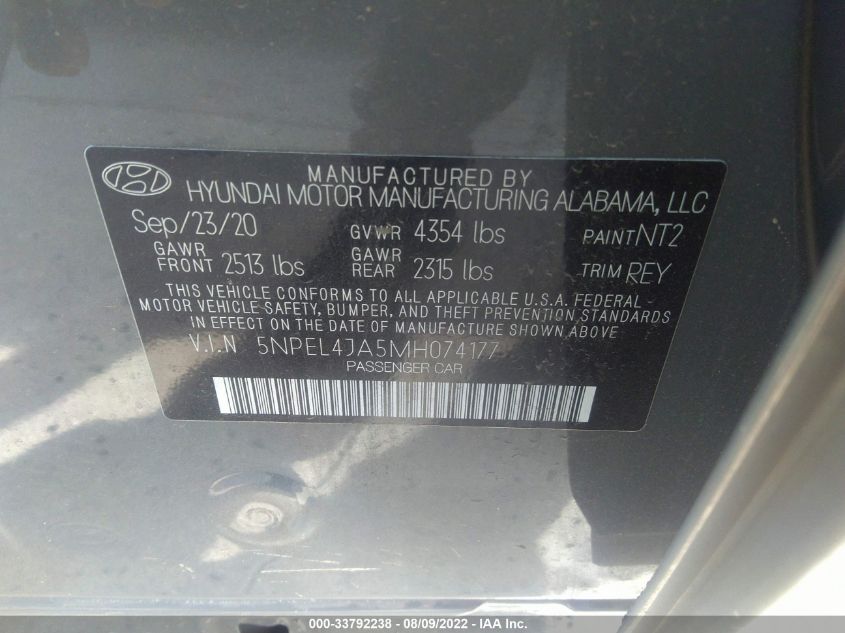 MANUFACTURED BY
HYUNDAI MOTOR MANUFACTURING ALABAMA, LLC
Sep/23/20 GVWR 4354 lbs PAINT NT2
GAWR FRONT 2513 lbs GAWR REAR 2315 lbs TRIM REY
THIS VEHICLE CONFORMS TO ALL APPLICABLE U.S.A. FEDERAL
MOTOR VEHICLE SAFETY, BUMPER, AND THEFT PREVENTION STANDARDS
IN EFFECT ON THE DATE OF MANUFACTURE SHOWN ABOVE
V.I.N 5NPEL4JA5MH074177
PASSENGER CAR
000-33792238 - 08/09/2022 - IAA Inc.